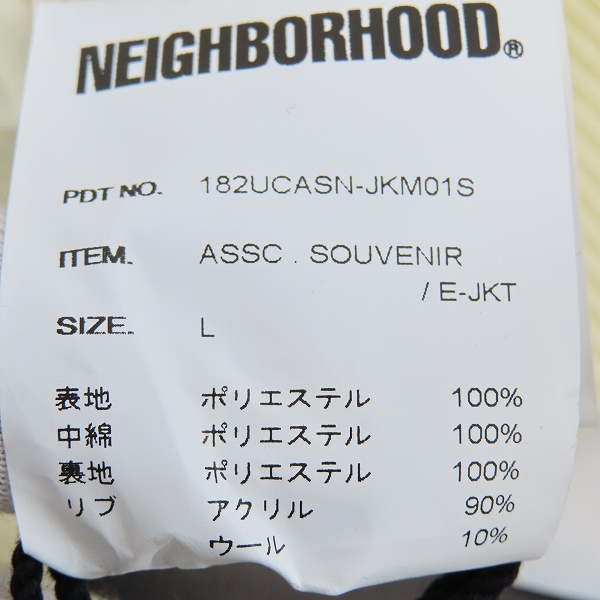 NEIGHBORHOOD®
PDT NO. 182UCASN-JKM01S
ITEM. ASSC . SOUVENIR
/ E-JKT
SIZE. L
表地 ポリエステル 100%
中綿 ポリエステル 100%
裏地 ポリエステル 100%
リブ アクリル 90%
ウール 10%